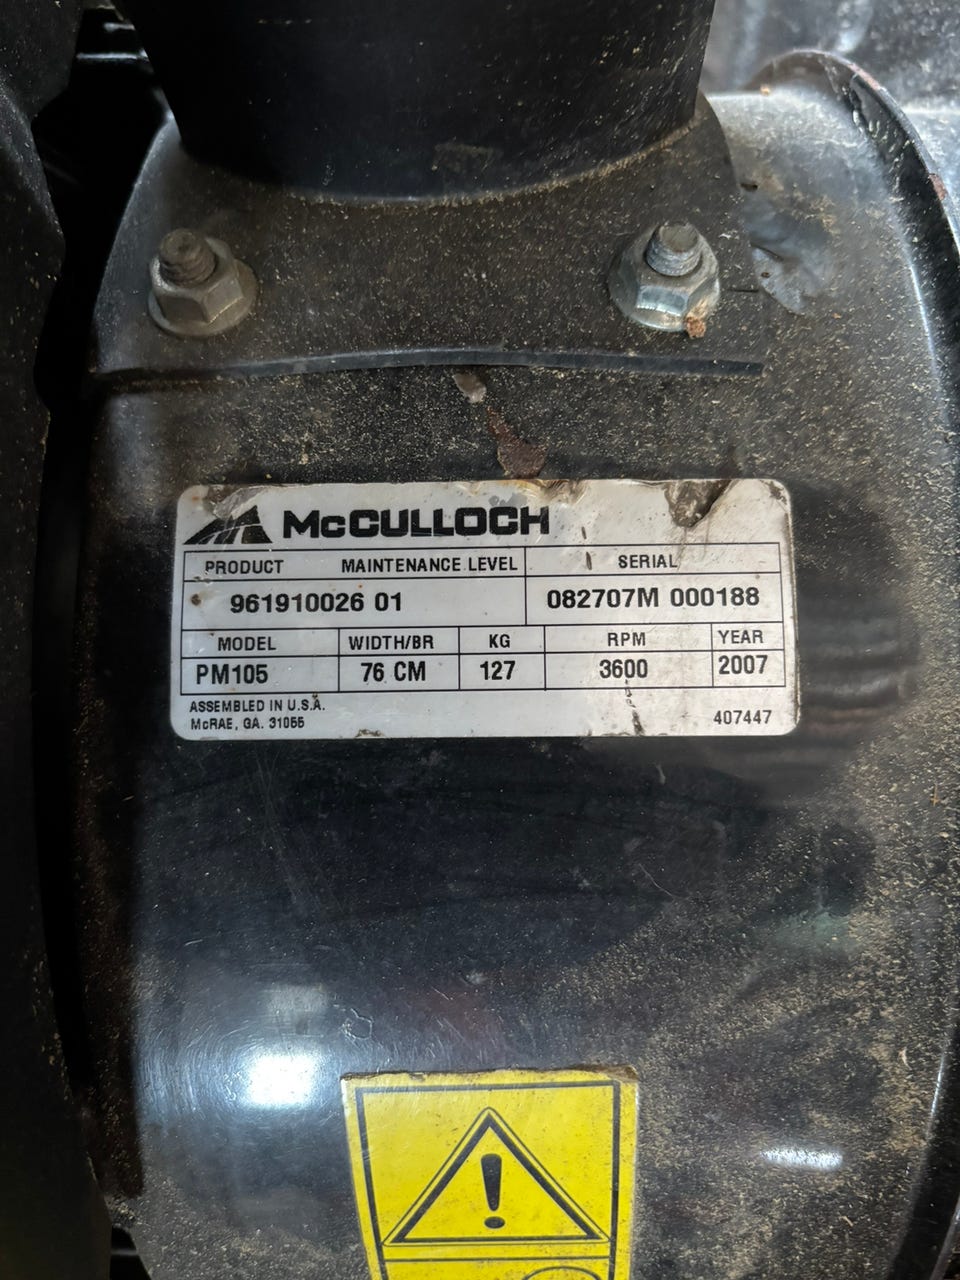 McCULLOCH
PRODUCT MAINTENANCE LEVEL SERIAL
961910026 01 082707M 000188
MODEL WIDTH/BR KG RPM YEAR
PM105 76 CM 127 3600 2007
ASSEMBLED IN U.S.A.
McRAE, GA. 31055 407447
!